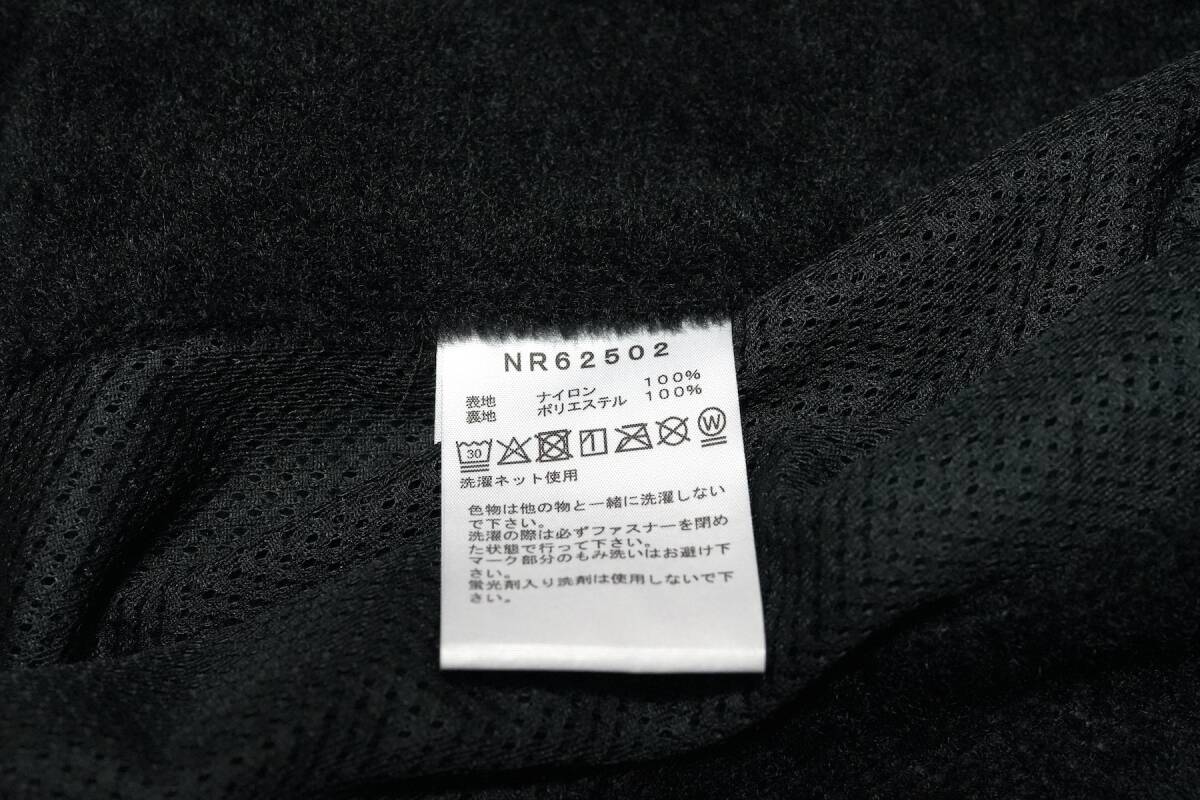 NR62502
表地 ナイロン 100%
裏地 ポリエステル 100%
30 W
洗濯ネット使用
色物は他の物と一緒に洗濯しない
で下さい。
洗濯の際は必ずファスナーを閉め
た状態で行って下さい。
マーク部分のもみ洗いはお避け下
さい。
蛍光剤入り洗剤は使用しないで下
さい。